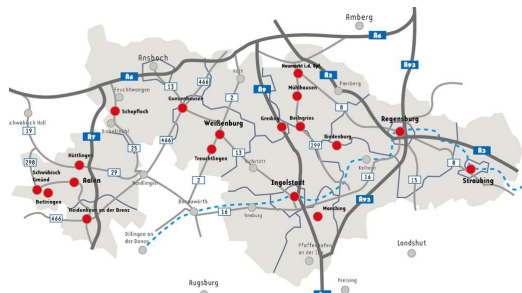 Amberg
A6
Ansbach
A6
Neumarkt i.d. Opf.
A93
466
A3
Roth
13
A9
Parsberg
Feuchtwangen
Mühlhausen
2
Gunzenhausen
8
Schopfloch
Regensburg
19
Weißenburg
Greding
Beilngries
Schwäbisch Hall
Dinkelsbühl
A7
Riedenburg
466
25
299
A3
Treuchtlingen
13
298
Hüttlingen
Eichstätt
Kelheim
8
Schwäbisch
Gmünd
29
16
Aalen
Nördlingen
2
Ingolstadt
15
Straubing
Bettringen
Heidenheim an der Brenz
Donauwörth
16
Neuburg
A93
466
Manching
Dillingen an
der Donau
Pfaffenhofen
an der Ilm
Landshut
Augsburg
Freising